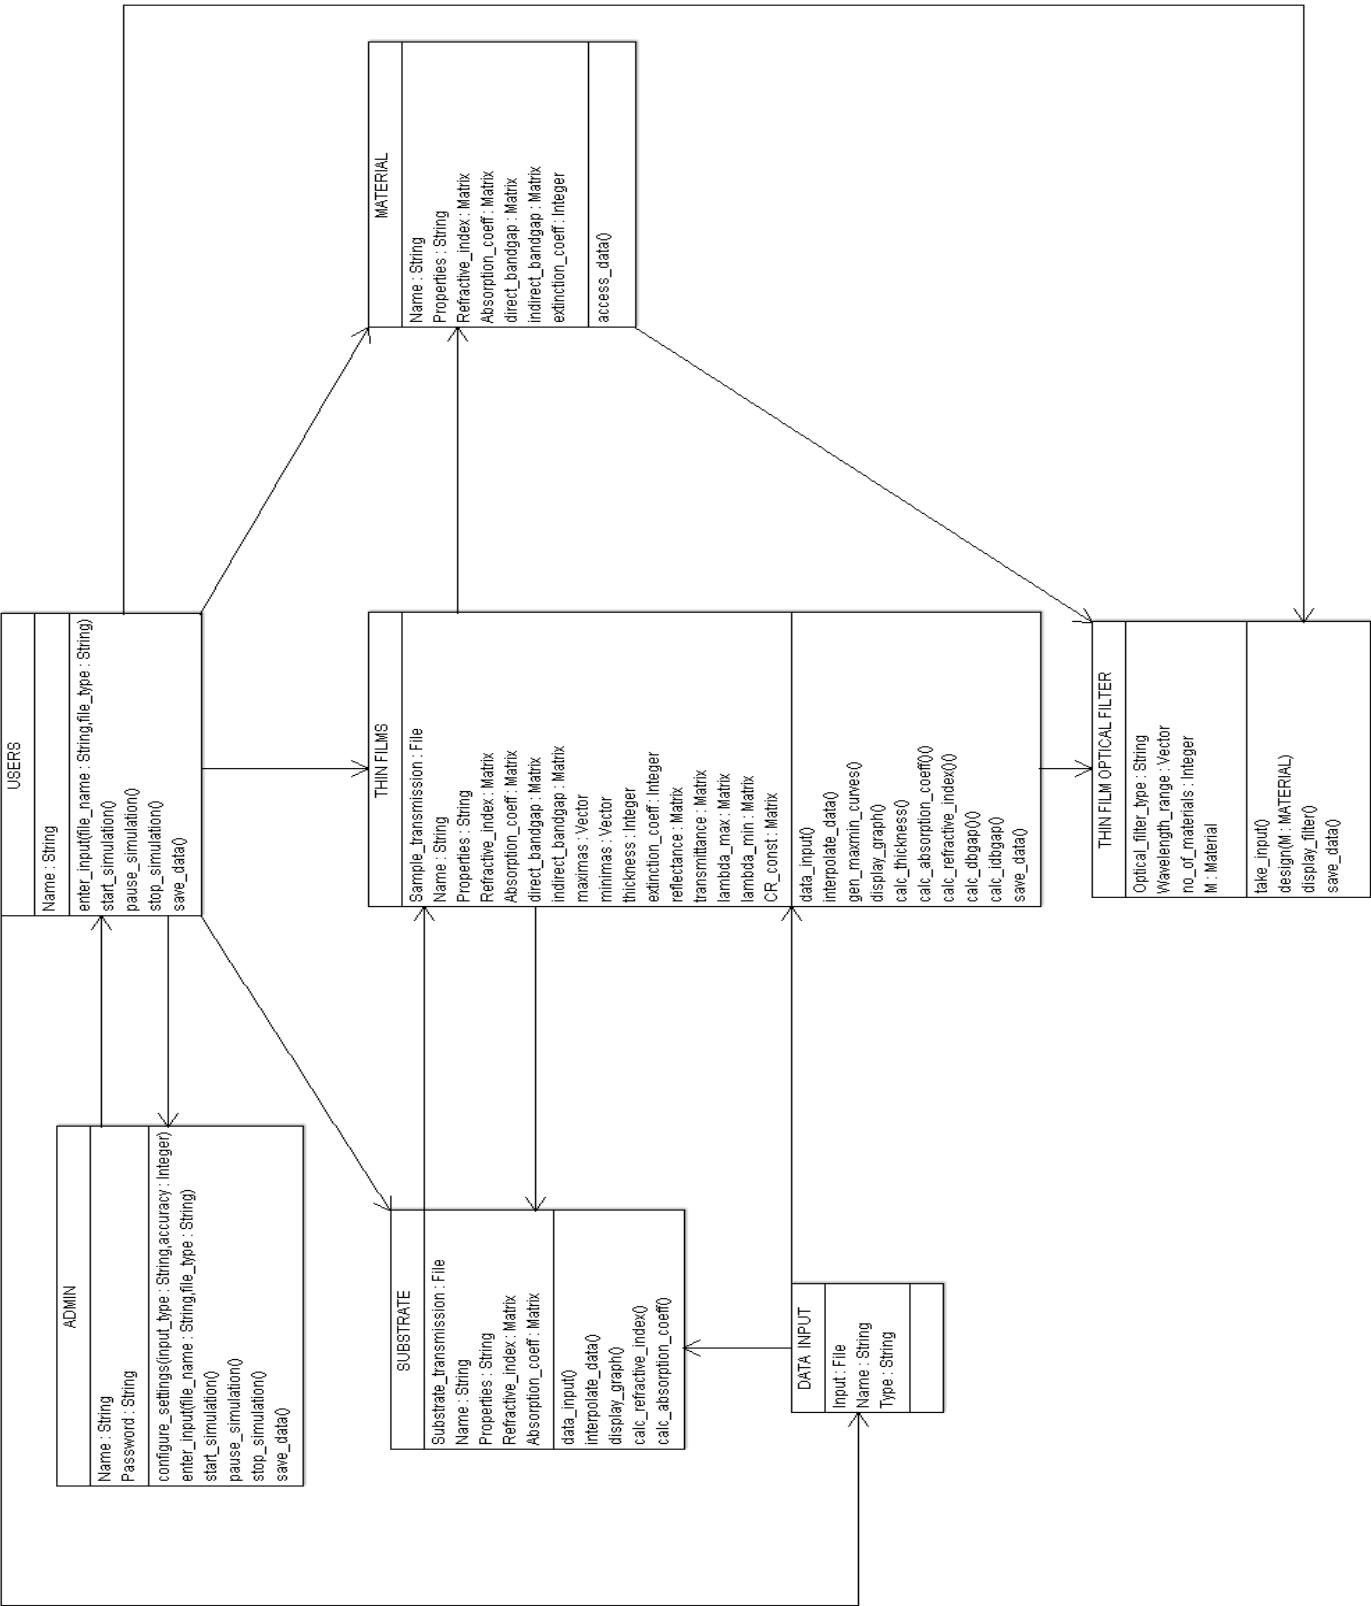 ADMIN
Name : String
Password : String
configure_settings(input_type : String,accuracy : Integer)
enter_input(file_name : String,file_type : String)
start_simulation()
pause_simulation()
stop_simulation()
save_data()
USERS
Name : String
enter_input(file_name : String,file_type : String)
start_simulation()
pause_simulation()
stop_simulation()
save_data()
SUBSTRATE
Substrate_transmission : File
Name : String
Properties : String
Refractive_index : Matrix
Absorption_coeff : Matrix
data_input()
interpolate_data()
display_graph()
calc_refractive_index()
calc_absorption_coeff()
THIN FILMS
Sample_transmission : File
Name : String
Properties : String
Refractive_index : Matrix
Absorption_coeff : Matrix
direct_bandgap : Matrix
indirect_bandgap : Matrix
maximas : Vector
minimas : Vector
thickness : Integer
extinction_coeff : Integer
reflectance : Matrix
transmittance : Matrix
lambda_max : Matrix
lambda_min : Matrix
CR_const : Matrix
data_input()
interpolate_data()
gen_maxmin_curves()
display_graph()
calc_thickness()
calc_absorption_coeff()()
calc_refractive_index()()
calc_dbgap()()
calc_idbgap()
save_data()
MATERIAL
Name : String
Properties : String
Refractive_index : Matrix
Absorption_coeff : Matrix
direct_bandgap : Matrix
indirect_bandgap : Matrix
extinction_coeff : Integer
access_data()
DATA INPUT
Input : File
Name : String
Type : String
THIN FILM OPTICAL FILTER
Optical_filter_type : String
Wavelength_range : Vector
no_of_materials : Integer
M : Material
take_input()
design(M : MATERIAL)
display_filter()
save_data()